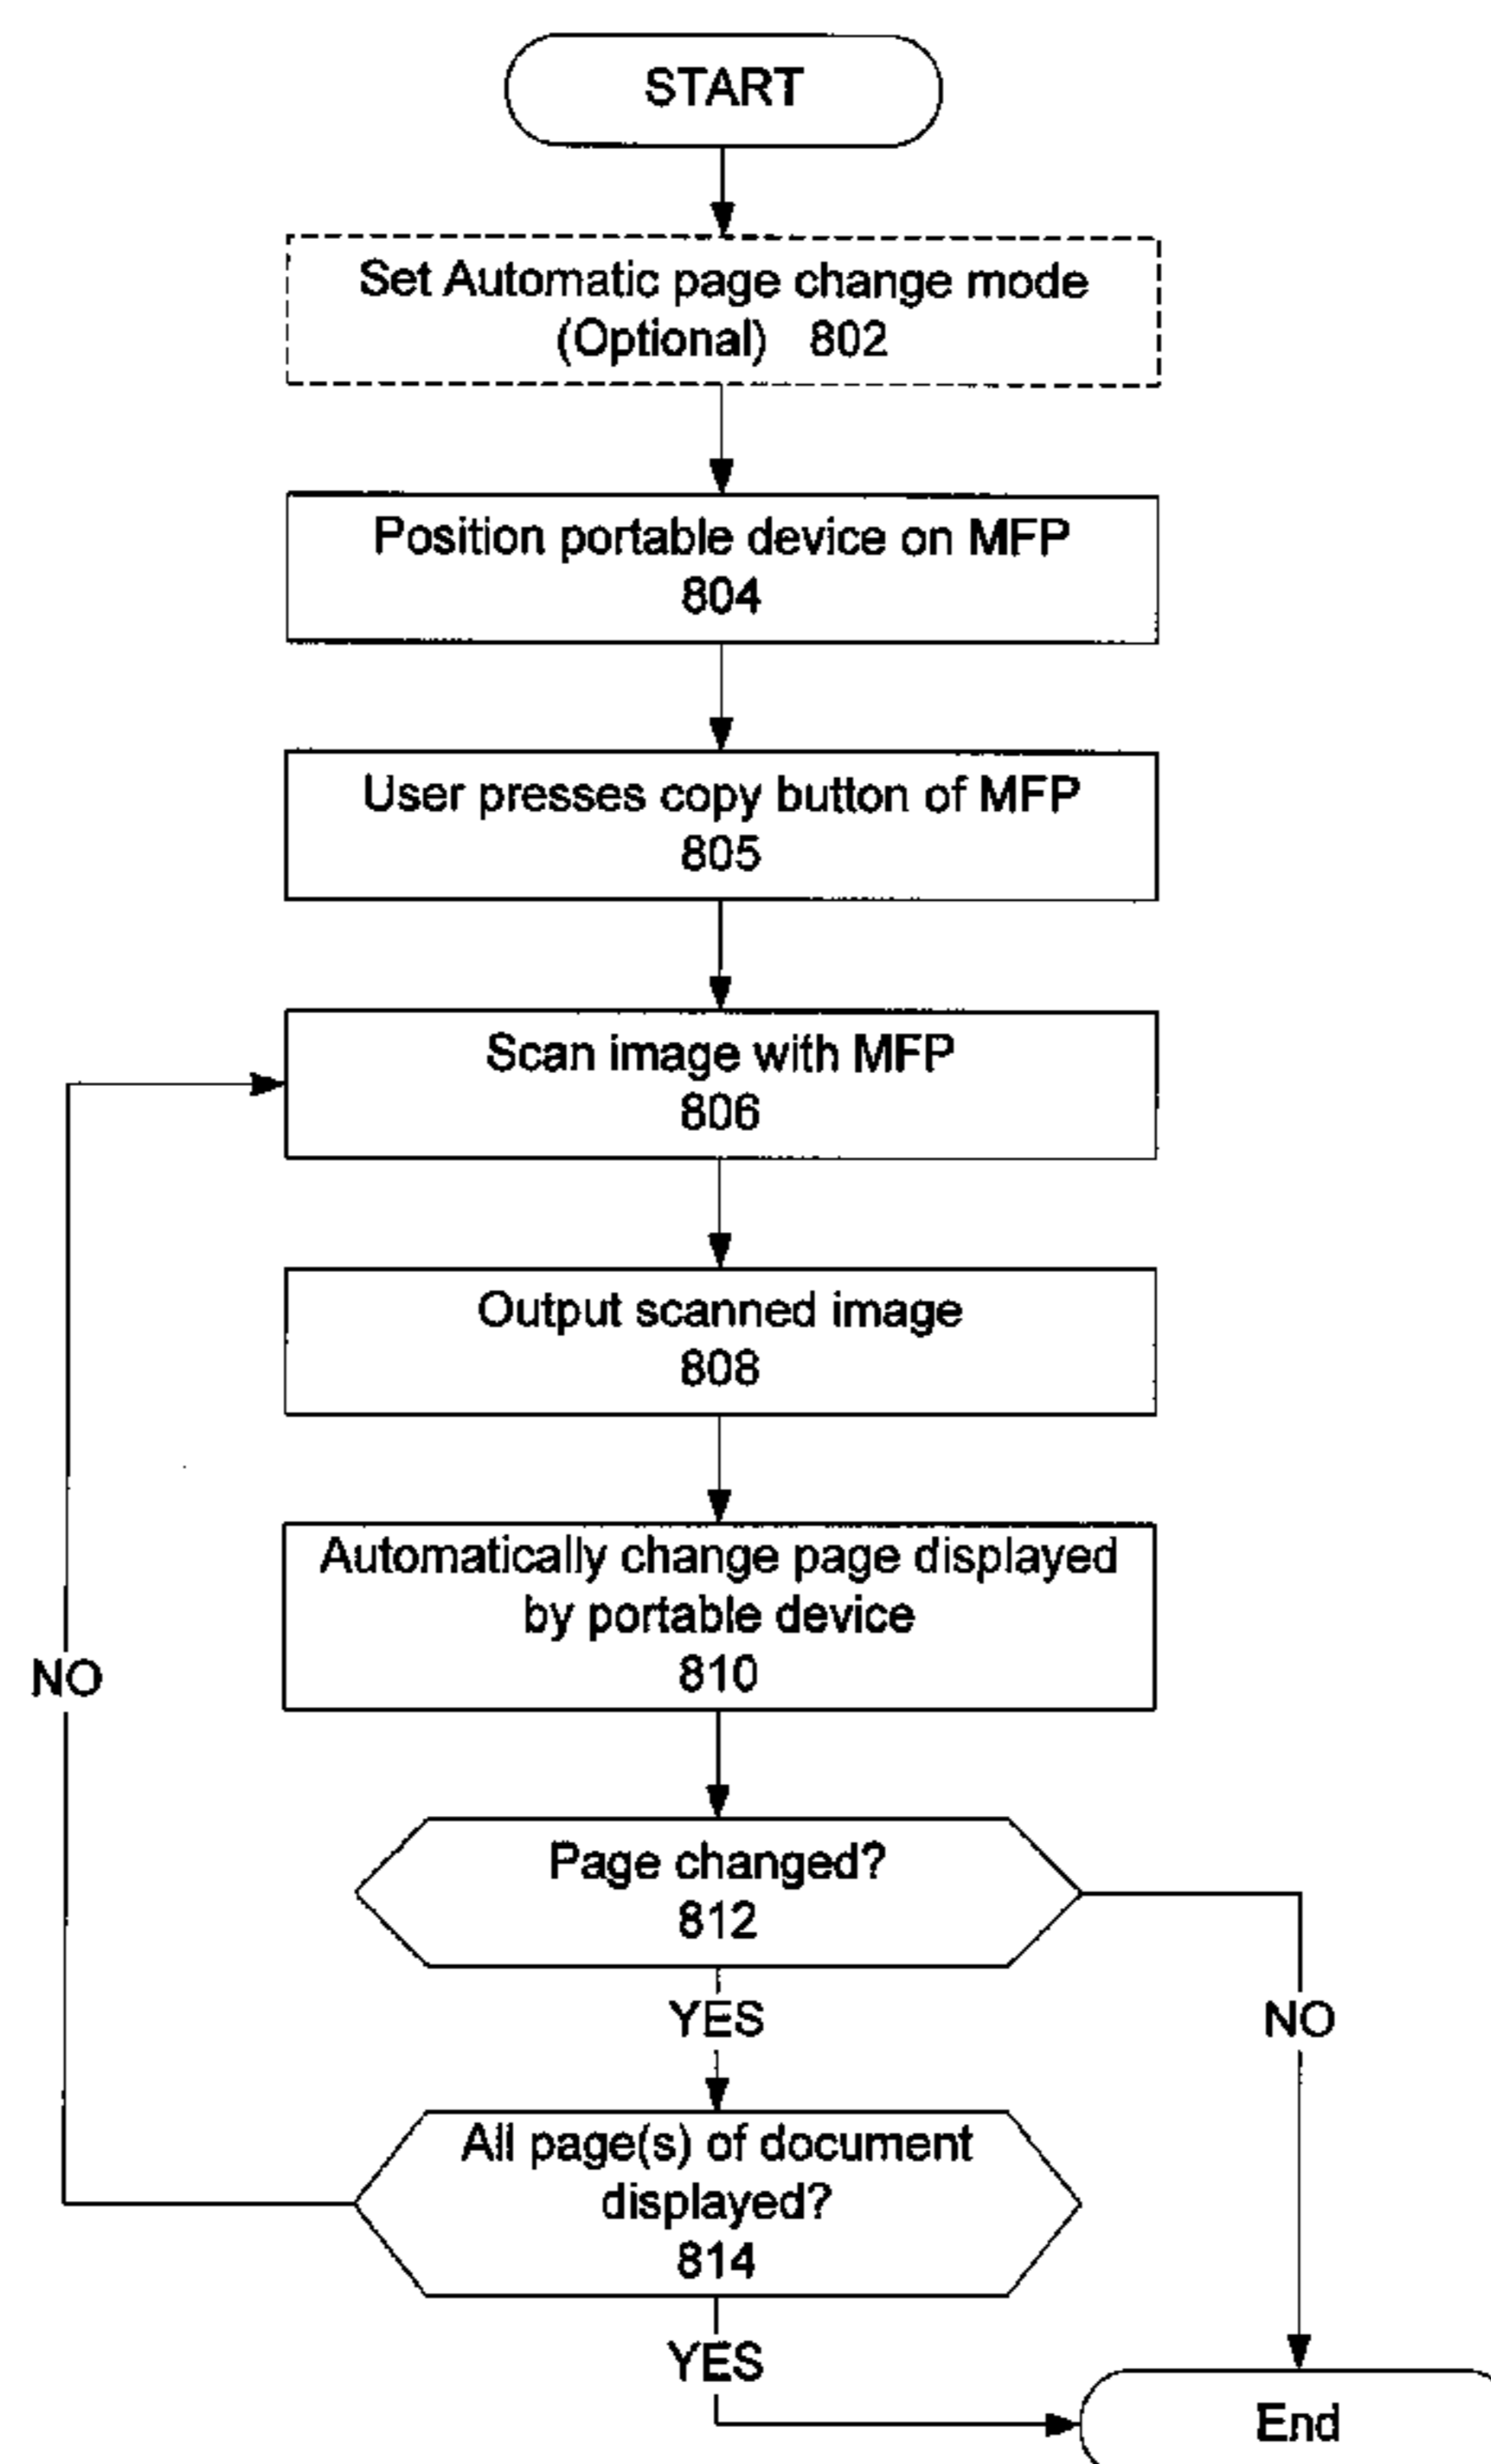 START
Set Automatic page change mode
(Optional) 802
Position portable device on MFP
804
User presses copy button of MFP
805
Scan image with MFP
806
Output scanned image
808
Automatically change page displayed
by portable device
810
NO
Page changed?
812
YES
NO
All page(s) of document
displayed?
814
YES
End